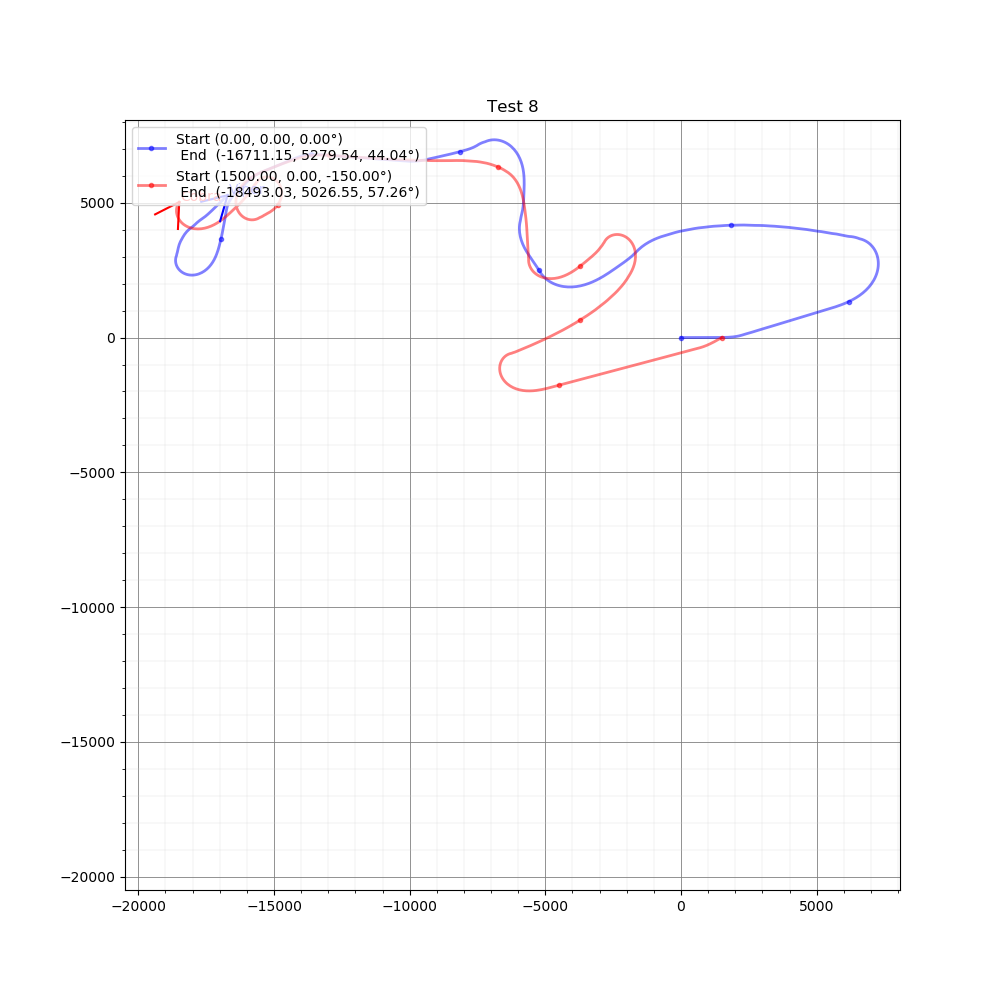 Test 8
Start (0.00, 0.00, 0.00°)
End (-16711.15, 5279.54, 44.04°)
Start (1500.00, 0.00, -150.00°)
End (-18493.03, 5026.55, 57.26°)
5000
0
−5000
−10000
−15000
−20000
−20000 −15000 −10000 −5000 0 5000